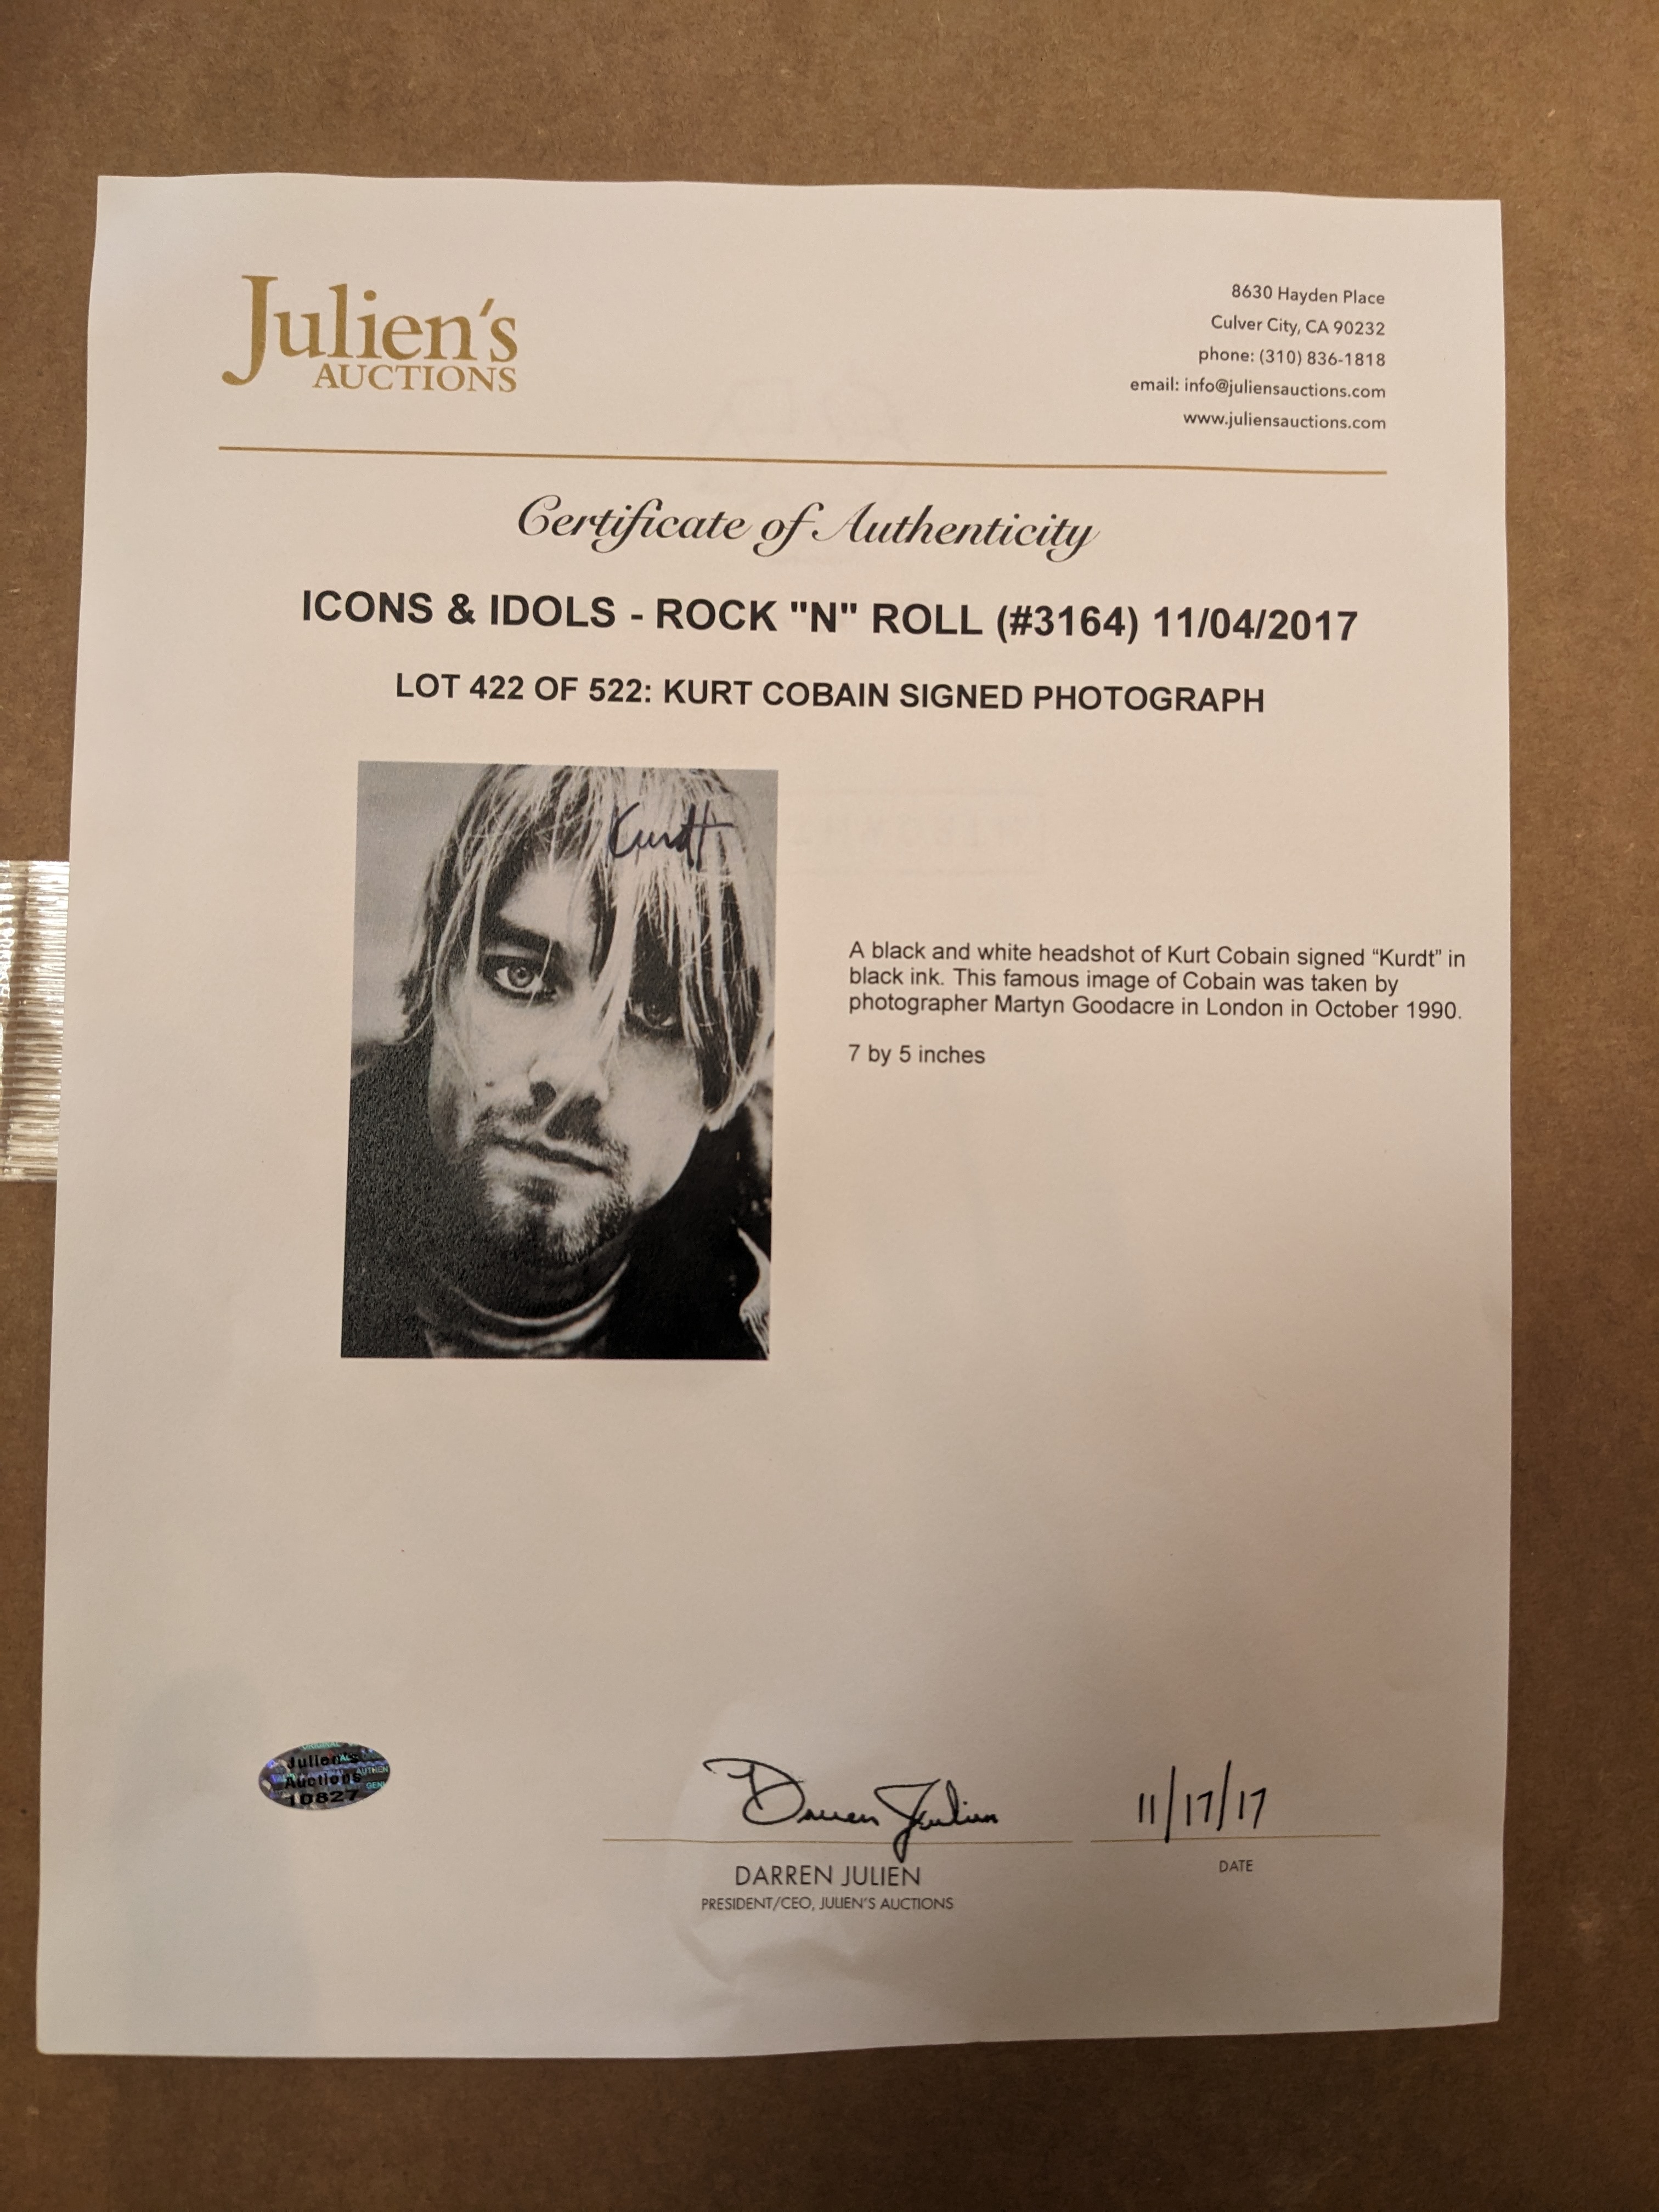 Julien's
AUCTIONS
8630 Hayden Place
Culver City, CA 90232
phone: (310) 836-1818
email: info@juliensauctions.com
www.juliensauctions.com
Certificate of Authenticity
ICONS & IDOLS - ROCK "N" ROLL (#3164) 11/04/2017
LOT 422 OF 522: KURT COBAIN SIGNED PHOTOGRAPH
Kurdt
A black and white headshot of Kurt Cobain signed “Kurdt” in
black ink. This famous image of Cobain was taken by
photographer Martyn Goodacre in London in October 1990.
7 by 5 inches
Julien's
Auctions
10827
Darren Julien
11/17/17
DARREN JULIEN
DATE
PRESIDENT/CEO, JULIEN'S AUCTIONS